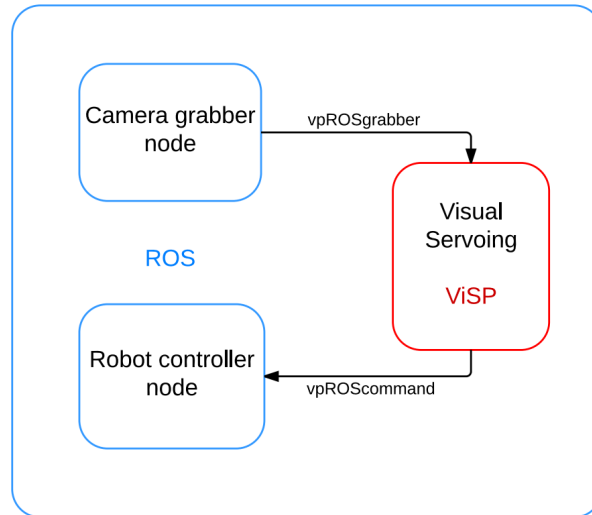 Camera grabber
node
vpROSgrabber
Visual
Servoing
ViSP
ROS
Robot controller
node
vpROScommand